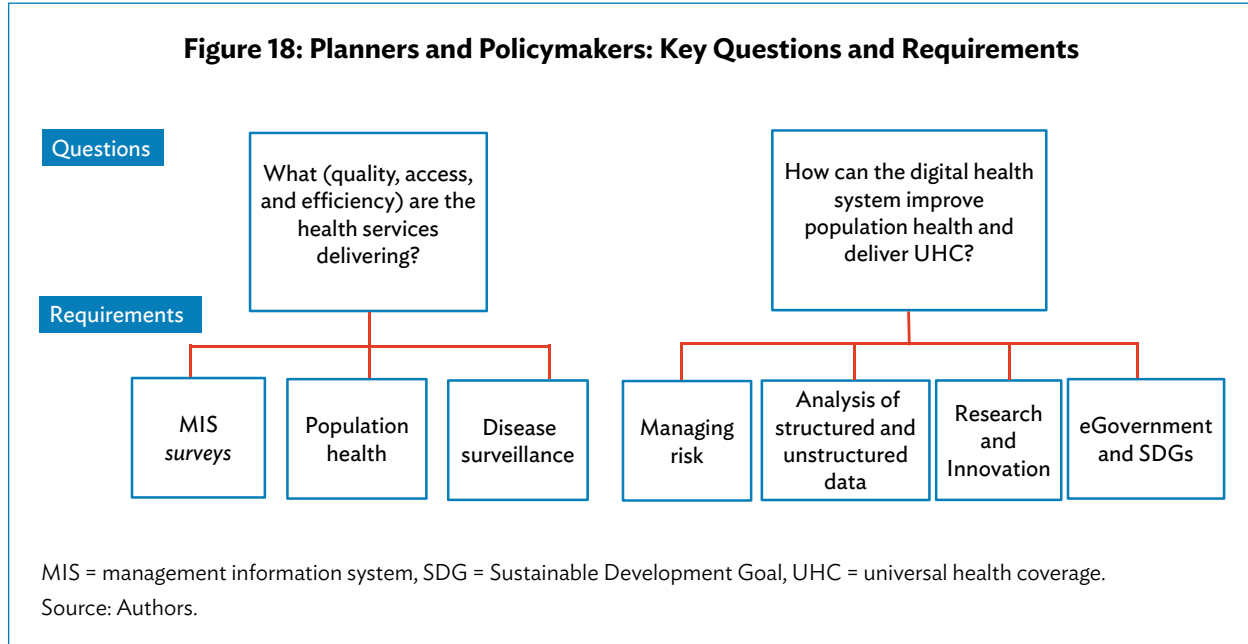 Figure 18: Planners and Policymakers: Key Questions and Requirements
Questions
What (quality, access,
and efficiency) are the
health services
delivering?
How can the digital health
system improve
population health and
deliver UHC?
Requirements
MIS
surveys
Population
health
Disease
surveillance
Managing
risk
Analysis of
structured and
unstructured
data
Research
and
Innovation
eGovernment
and SDGs
MIS = management information system, SDG = Sustainable Development Goal, UHC = universal health coverage.
Source: Authors.